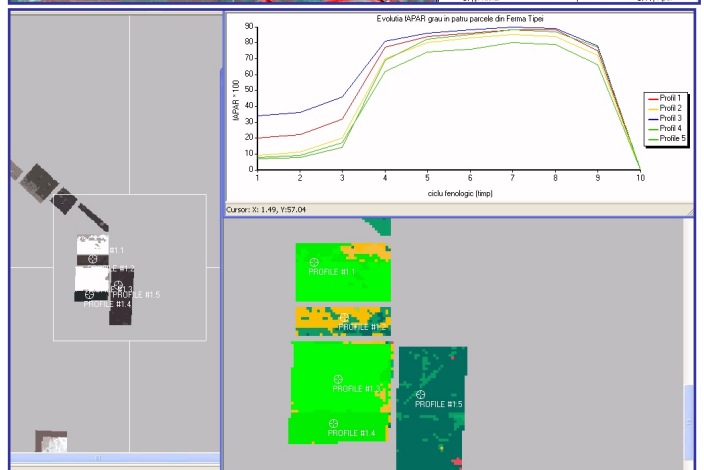 Evolutia fAPAR grau in patru parcele din Ferma Tipei
fAPAR * 100
90
80
70
60
50
40
30
20
10
0
1 2 3 4 5 6 7 8 9 10
ciclu fenologic (timp)
Profil 1
Profil 2
Profil 3
Profil 4
Profile 5
Cursor: X: 1.49, Y:57.04
#1.1
#1.2
PROFILE #1.5
PROFILE #1.4
PROFILE #1.1
PROFILE #1.2
PROFILE #1.3
PROFILE #1.5
PROFILE #1.4